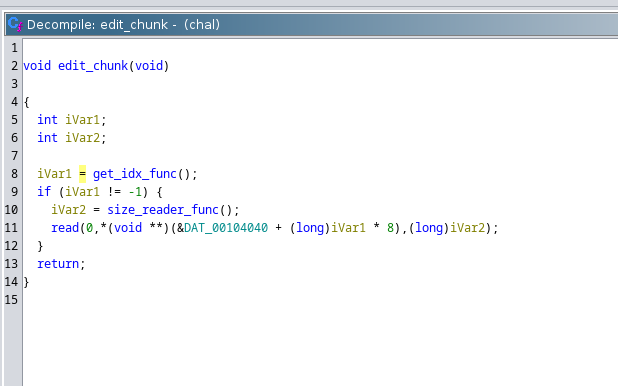 Decompile: edit_chunk - (chal)
1
2 void edit_chunk(void)
3
4 {
5 int iVar1;
6 int iVar2;
7
8 iVar1 = get_idx_func();
9 if (iVar1 != -1) {
10 iVar2 = size_reader_func();
11 read(0,*(void **)(&DAT_00104040 + (long)iVar1 * 8),(long)iVar2);
12 }
13 return;
14 }
15